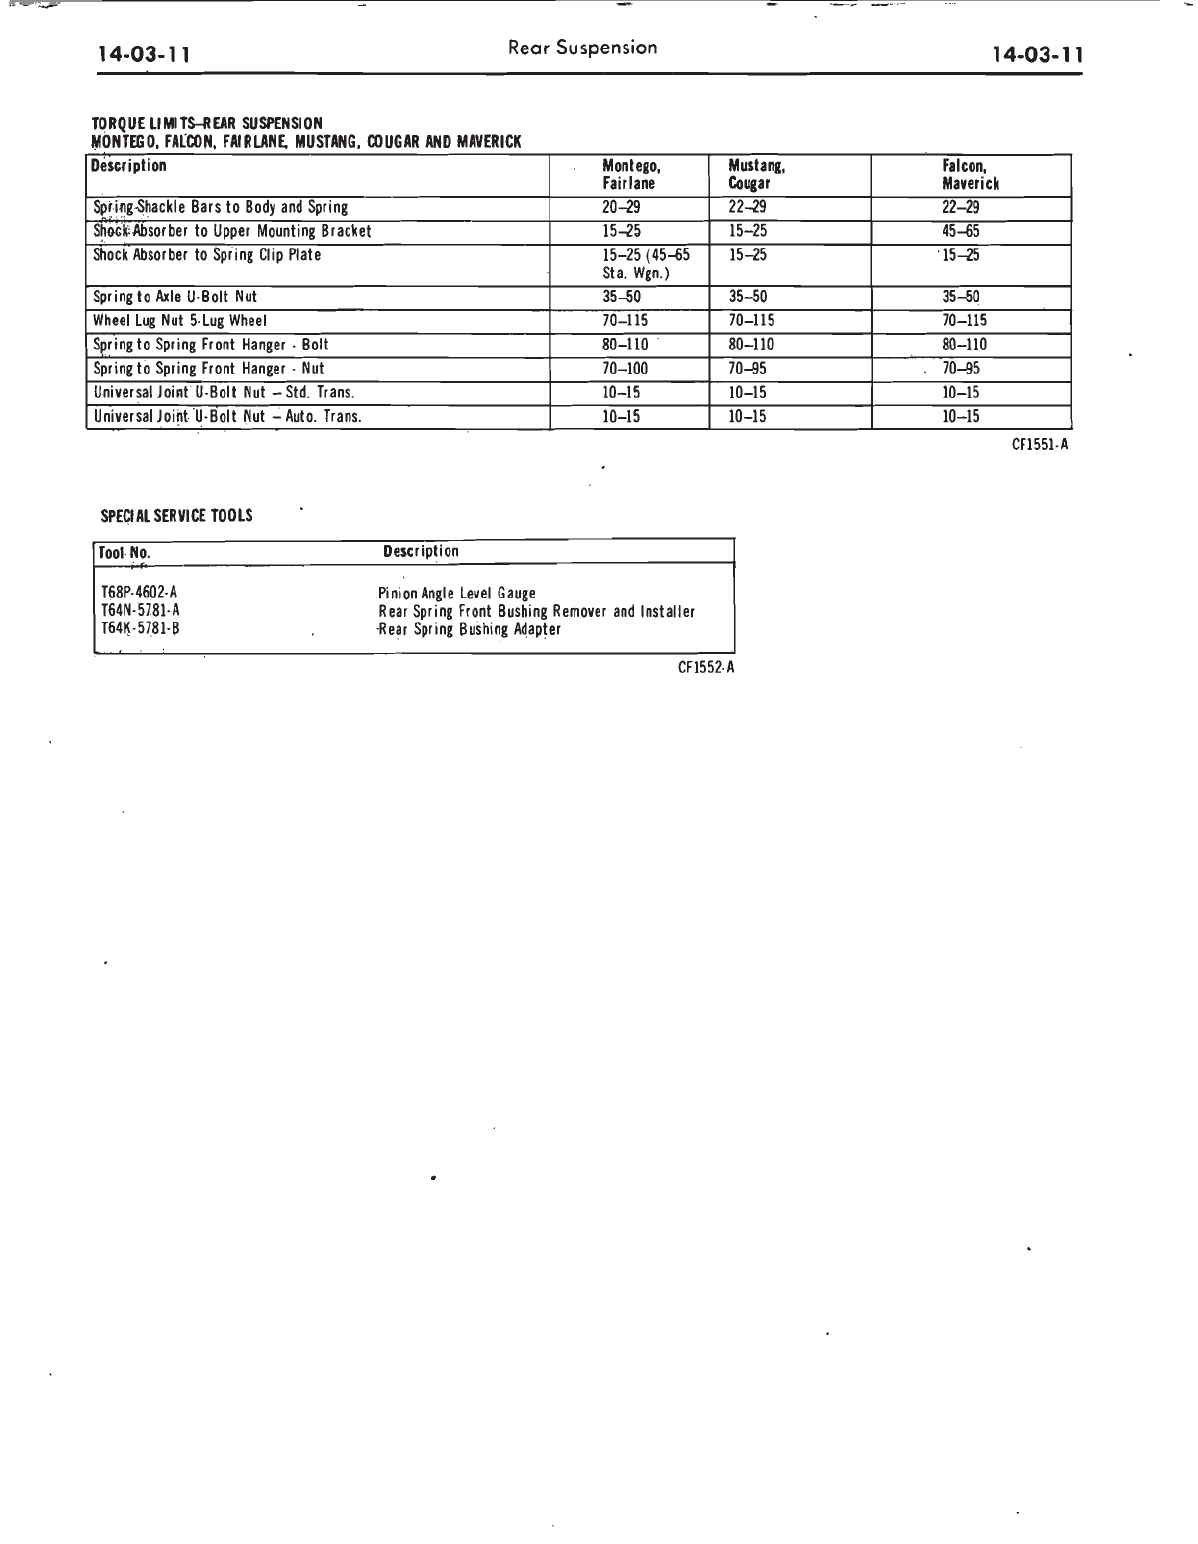 14-03-11 Rear Suspension 14-03-11
TORQUE LIMITS–REAR SUSPENSION
MONTEGO, FALCON, FAIRLANE, MUSTANG, COUGAR AND MAVERICK
Description Montego, Fairlane Mustang, Cougar Falcon, Maverick
Spring-Shackle Bars to Body and Spring 20–29 22–29 22–29
Shock Absorber to Upper Mounting Bracket 15–25 15–25 45–65
Shock Absorber to Spring Clip Plate 15–25 (45–65 Sta. Wgn.) 15–25 15–25
Spring to Axle U-Bolt Nut 35–50 35–50 35–50
Wheel Lug Nut 5-Lug Wheel 70–115 70–115 70–115
Spring to Spring Front Hanger - Bolt 80–110 80–110 80–110
Spring to Spring Front Hanger - Nut 70–100 70–95 70–95
Universal Joint U-Bolt Nut – Std. Trans. 10–15 10–15 10–15
Universal Joint U-Bolt Nut – Auto. Trans. 10–15 10–15 10–15
CF1551-A
SPECIAL SERVICE TOOLS
Tool No. Description
T68P-4602-A Pinion Angle Level Gauge
T64N-5781-A Rear Spring Front Bushing Remover and Installer
T64K-5781-B Rear Spring Bushing Adapter
CF1552-A